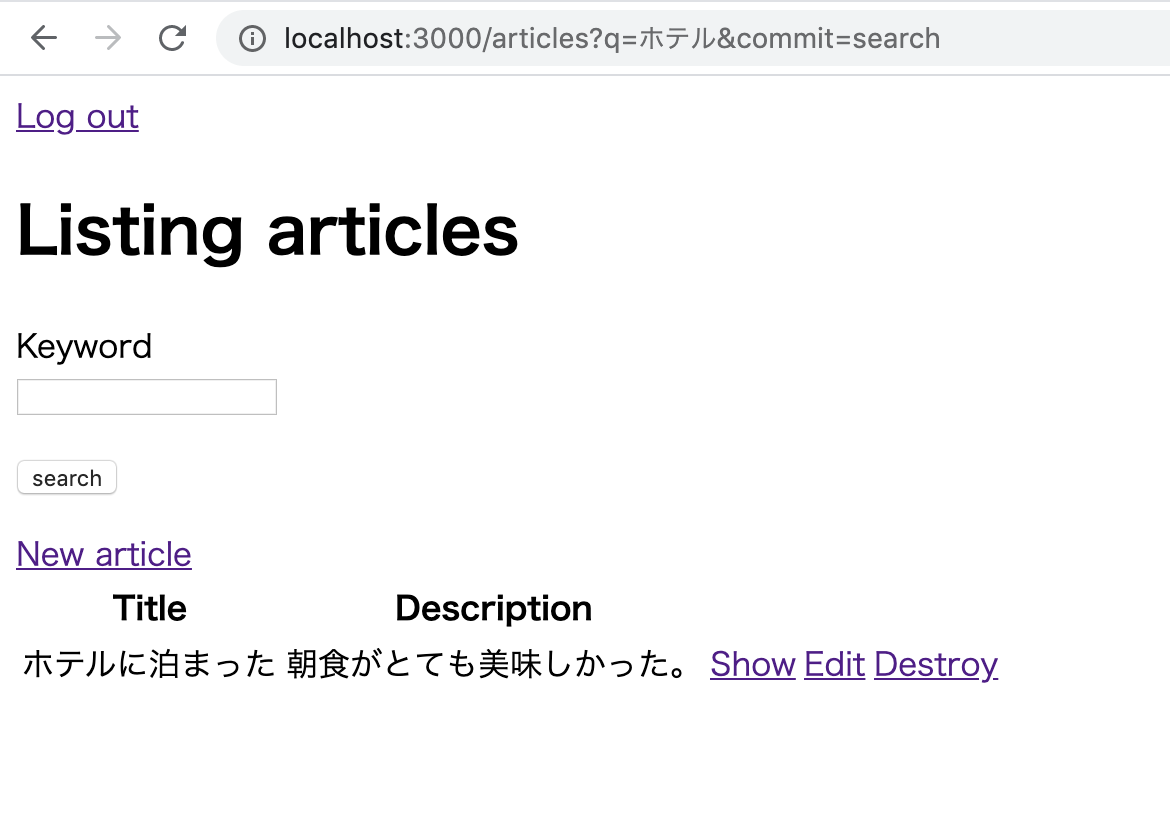 localhost:3000/articles?q=ホテル&commit=search
Log out
Listing articles
Keyword
search
New article
Title Description
ホテルに泊まった 朝食がとても美味しかった。 Show Edit Destroy